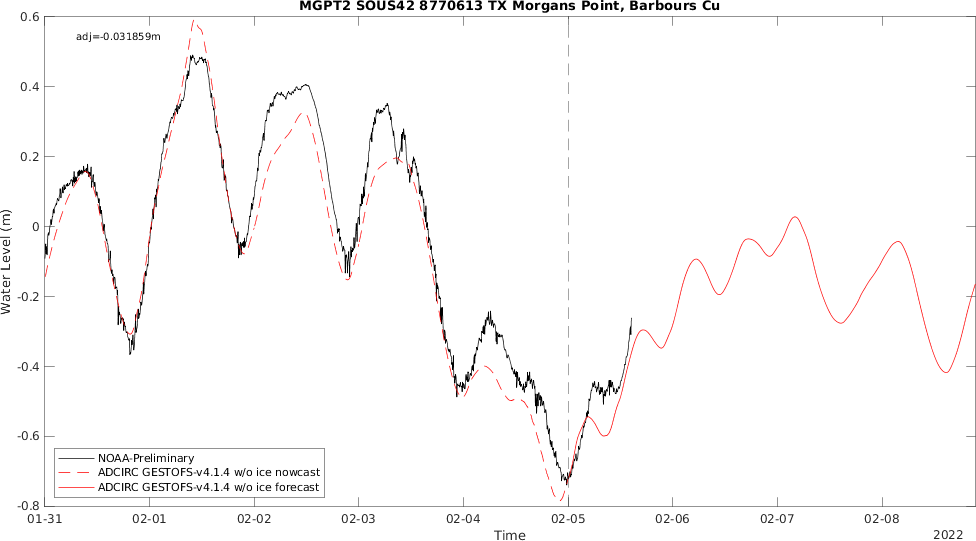 MGPT2 SOUS42 8770613 TX Morgans Point, Barbours Cu
adj=-0.031859m
0.6
0.4
0.2
0
-0.2
-0.4
-0.6
-0.8
Water Level (m)
NOAA-Preliminary
ADCIRC GESTOFS-v4.1.4 w/o ice nowcast
ADCIRC GESTOFS-v4.1.4 w/o ice forecast
01-31 02-01 02-02 02-03 02-04 02-05 02-06 02-07 02-08
Time
2022